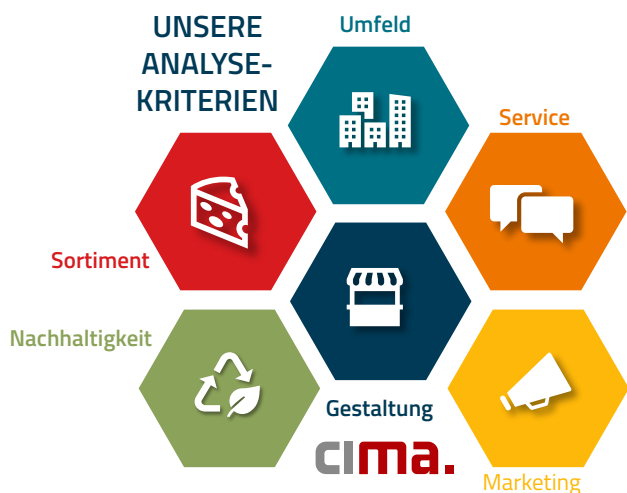 UNSERE
ANALYSE-
KRITERIEN
Umfeld
Service
Sortiment
Nachhaltigkeit
Gestaltung
cima.
Marketing